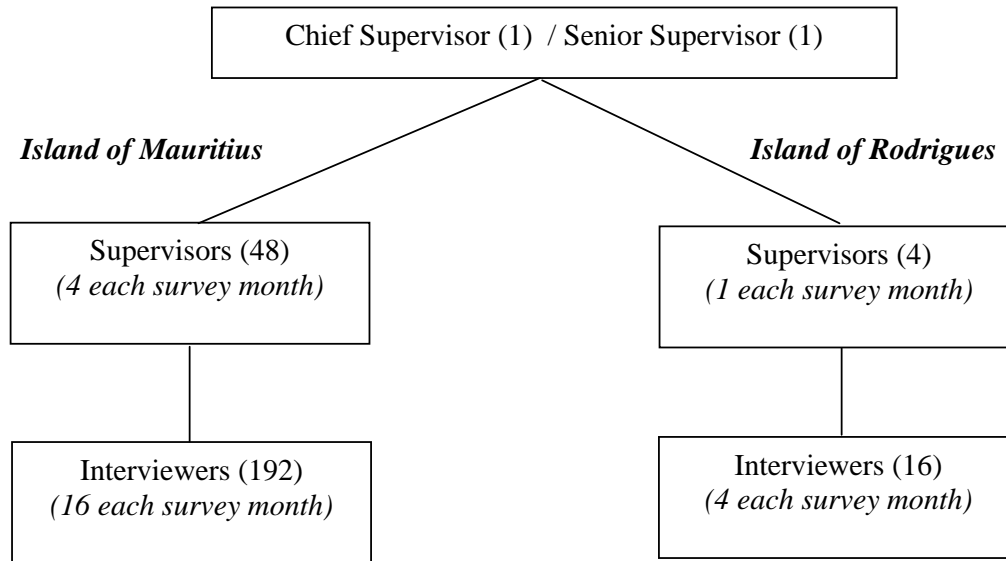 Chief Supervisor (1) / Senior Supervisor (1)
Island of Mauritius
Island of Rodrigues
Supervisors (48)
(4 each survey month)
Supervisors (4)
(1 each survey month)
Interviewers (192)
(16 each survey month)
Interviewers (16)
(4 each survey month)